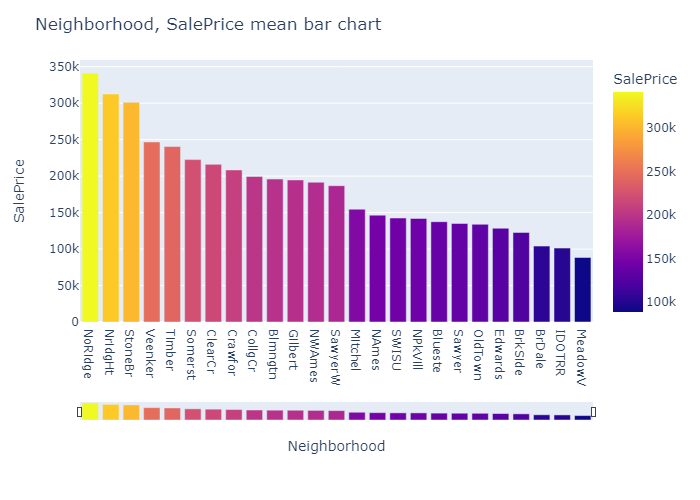 Neighborhood, SalePrice mean bar chart
SalePrice
350k
300k
250k
200k
150k
100k
50k
0
SalePrice
300k
250k
200k
150k
100k
NoRidge
NridgHt
StoneBr
Veenker
Timber
Somerst
ClearCr
Crawfor
CollgCr
Blmngtn
Gilbert
NWAmes
SawyerW
Mitchel
NAmes
SWISU
NPkVill
Blueste
Sawyer
OldTown
Edwards
BrkSide
BrDale
IDOTRR
MeadowV
Neighborhood